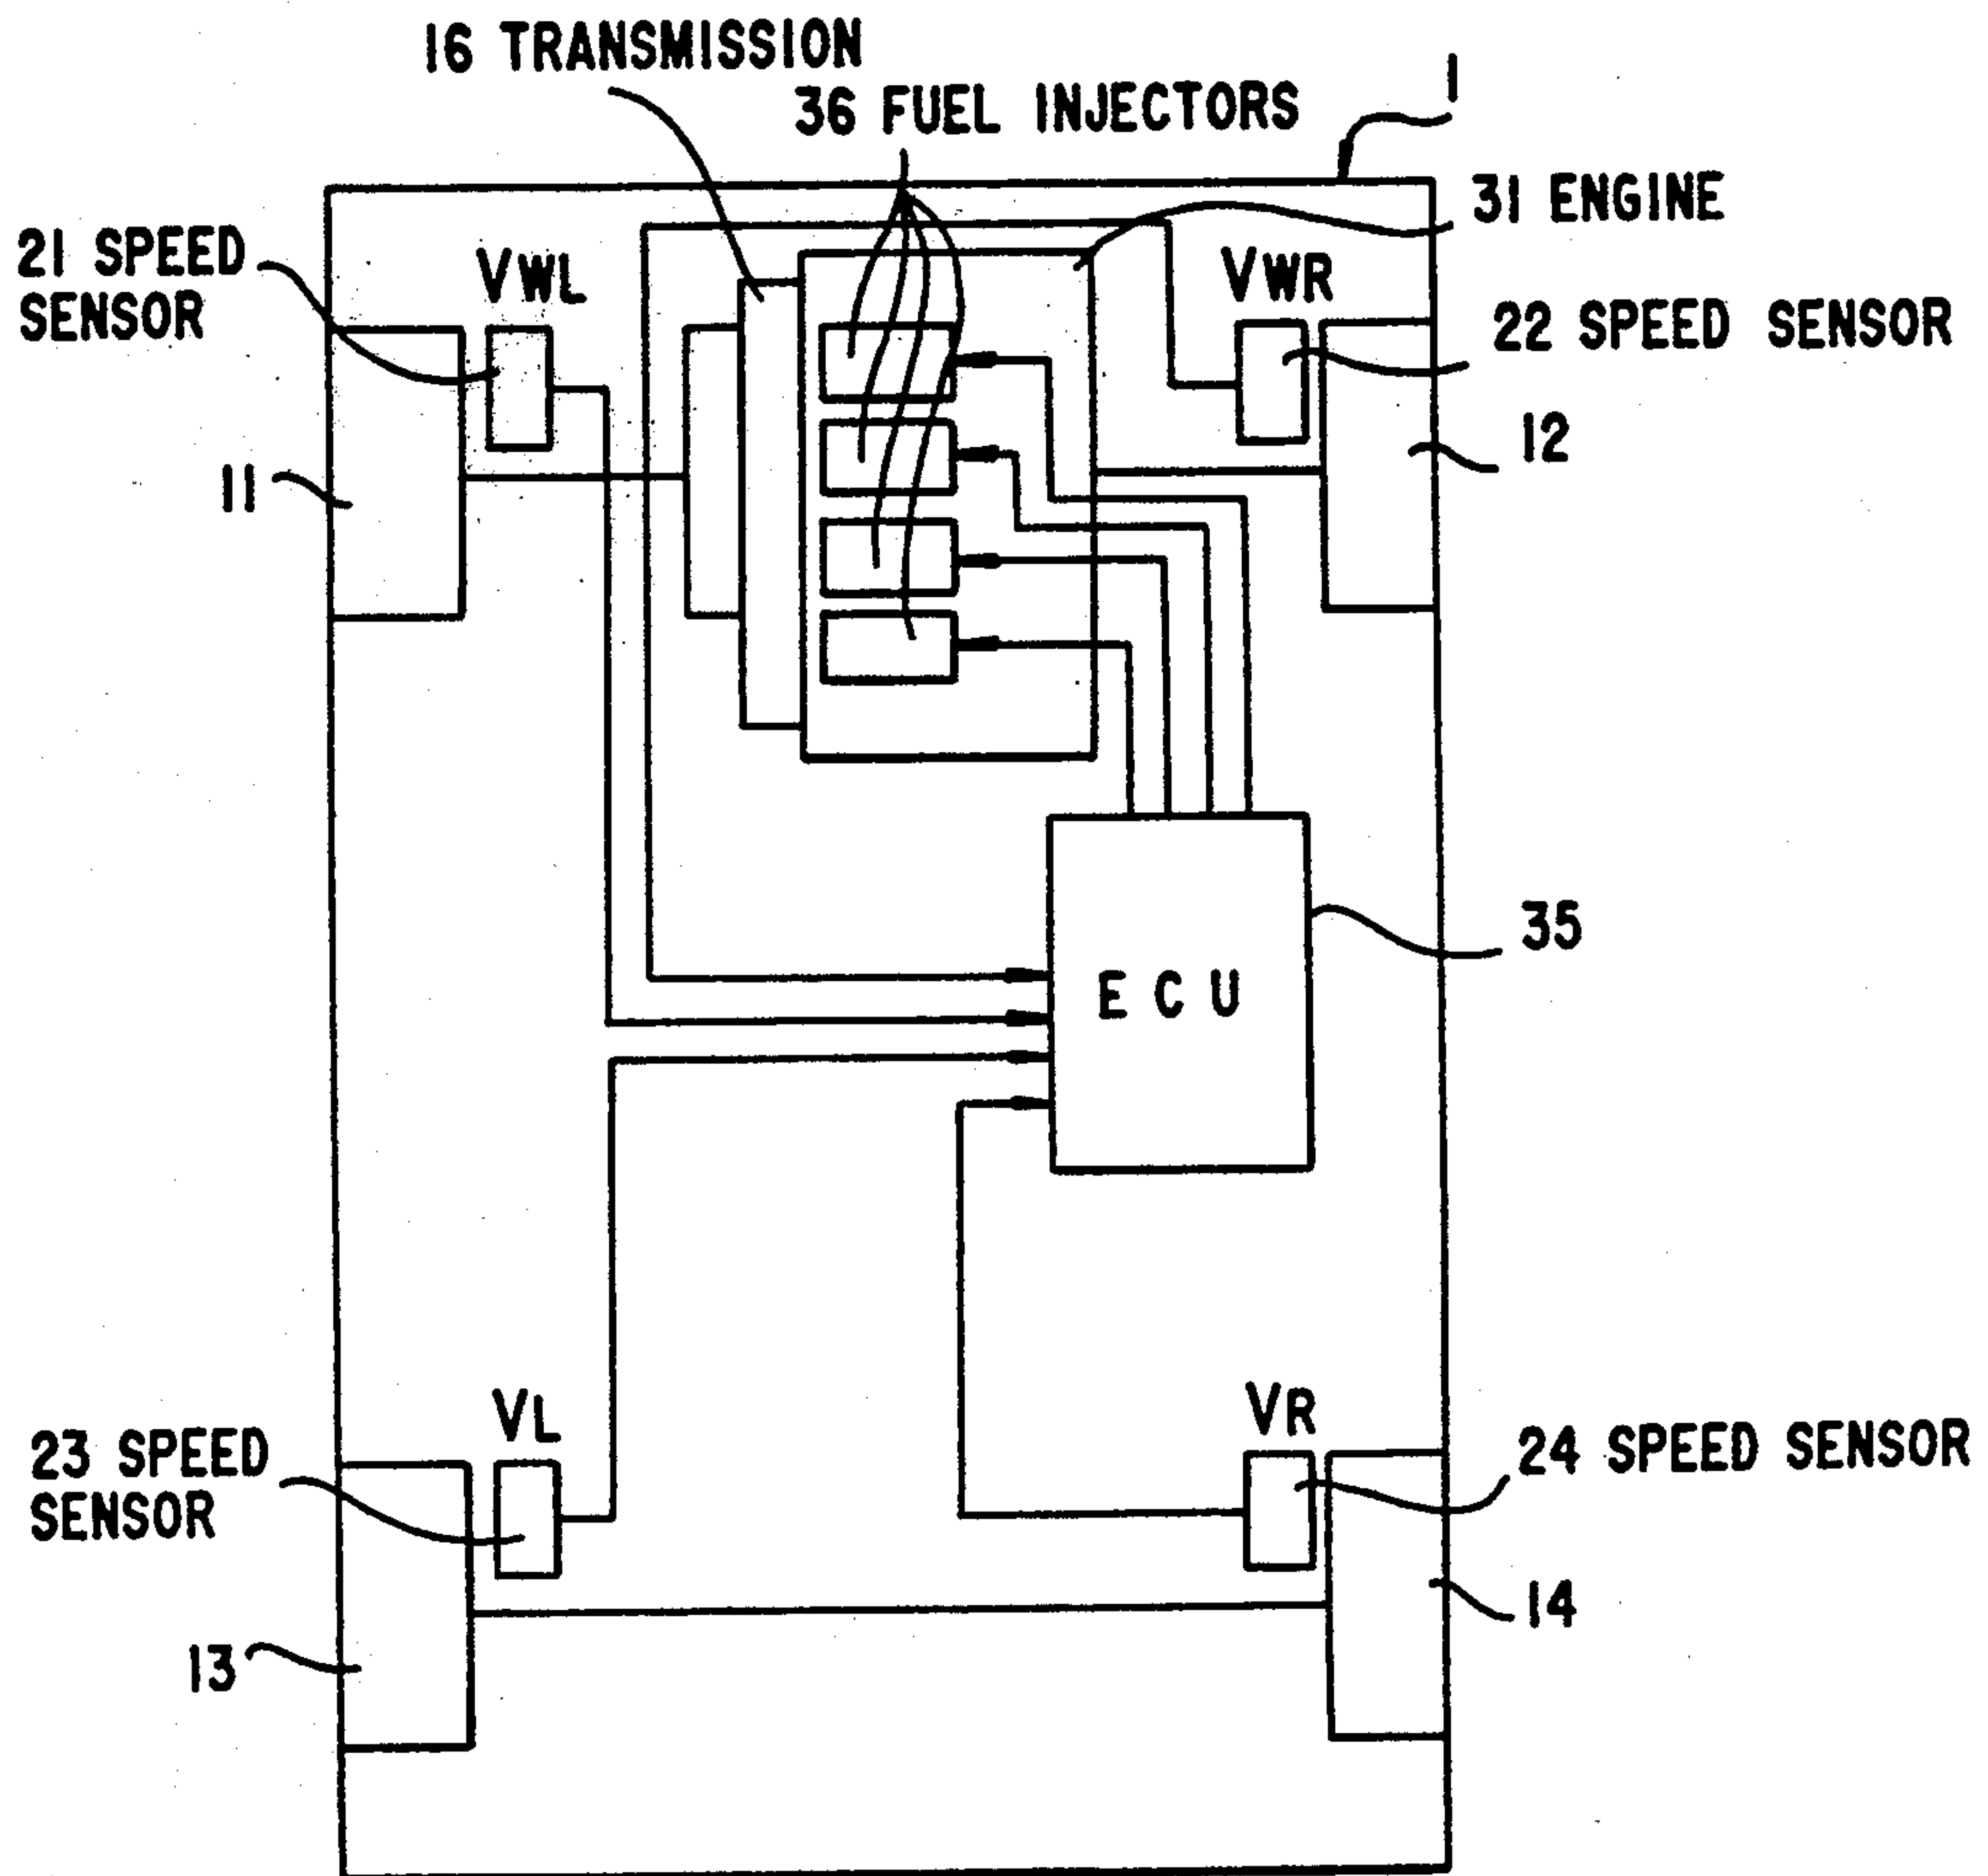 16 TRANSMISSION
36 FUEL INJECTORS
1
31 ENGINE
21 SPEED
SENSOR
VWL
VWR
22 SPEED SENSOR
12
11
35
E C U
VL
VR
23 SPEED
SENSOR
24 SPEED SENSOR
14
13